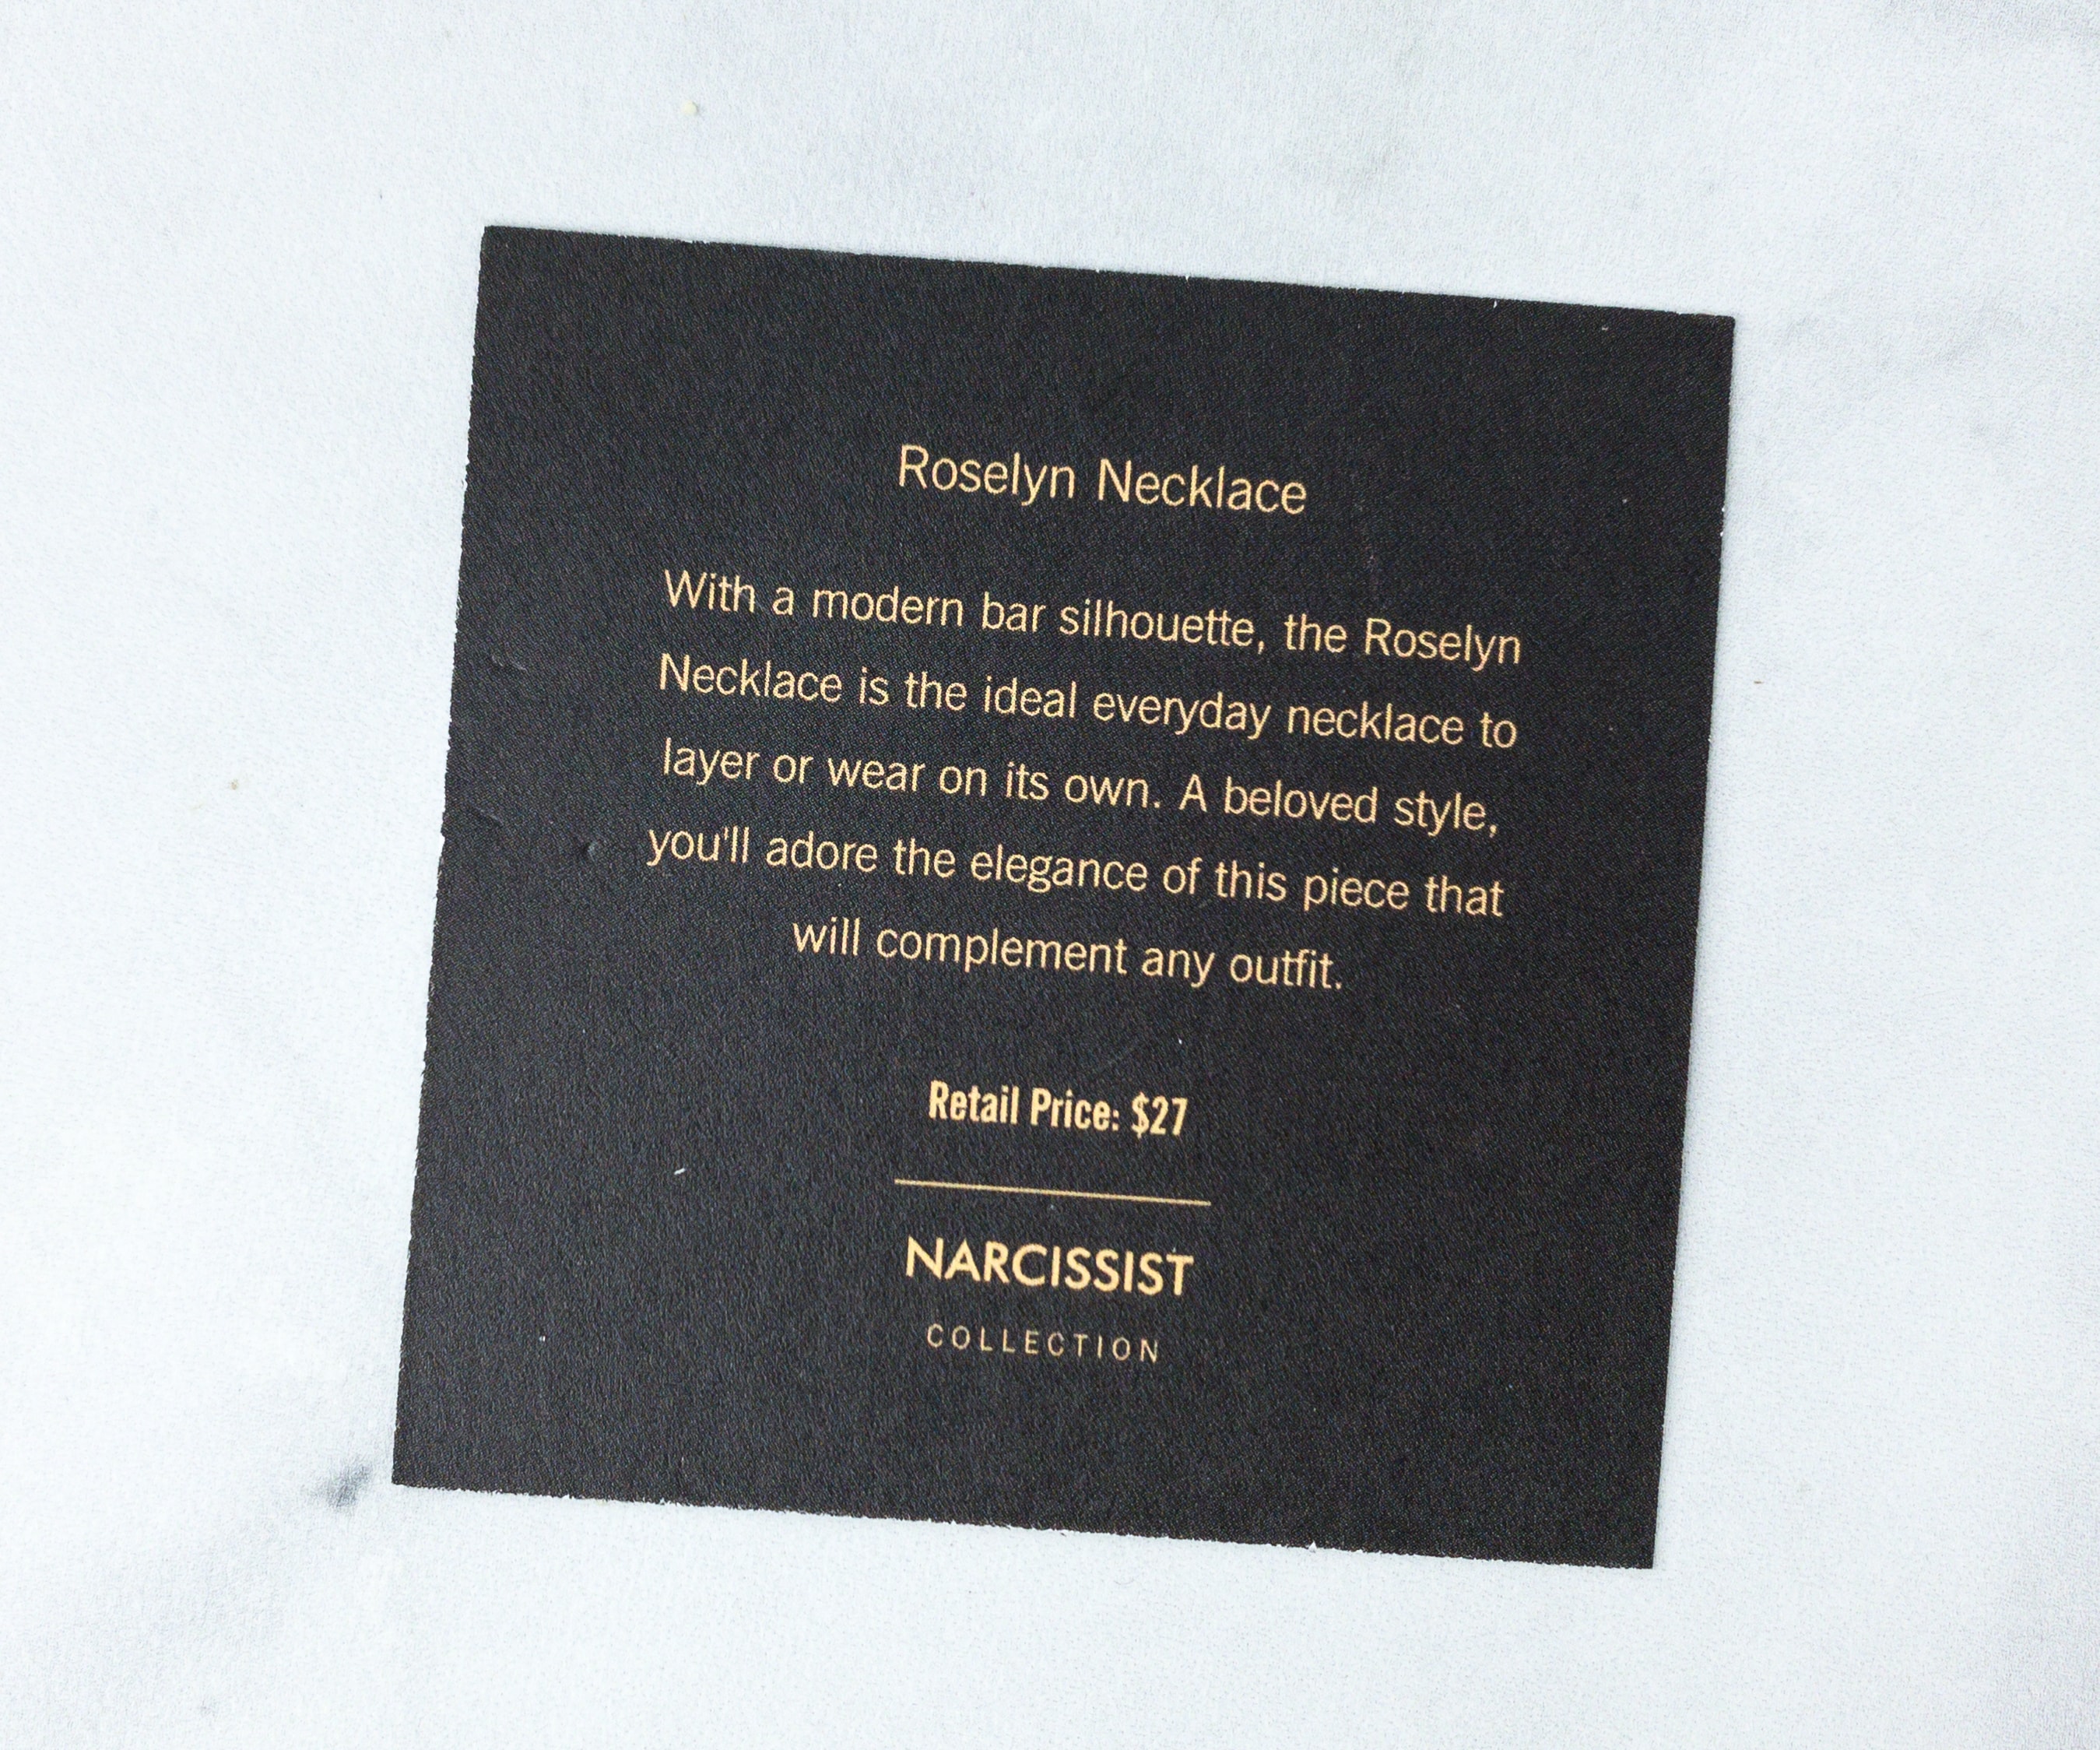 Roselyn Necklace
With a modern bar silhouette, the Roselyn
Necklace is the ideal everyday necklace to
layer or wear on its own. A beloved style,
you'll adore the elegance of this piece that
will complement any outfit.
Retail Price: $27
NARCISSIST
COLLECTION